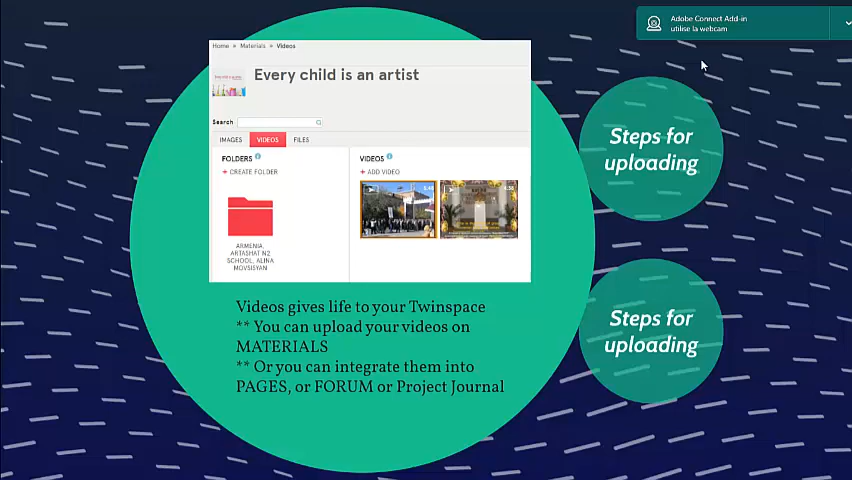 Adobe Connect Add-in
utilise la webcam
Home » Materials » Videos
Every child is an artist
Search
IMAGES VIDEOS FILES
FOLDERS
+ CREATE FOLDER
ARMENIA,
ARTASHAT N2
SCHOOL, ALINA
MOVSISYAN
VIDEOS
+ ADD VIDEO
Videos gives life to your Twinspace
** You can upload your videos on
MATERIALS
** Or you can integrate them into
PAGES, or FORUM or Project Journal
Steps for
uploading
Steps for
uploading